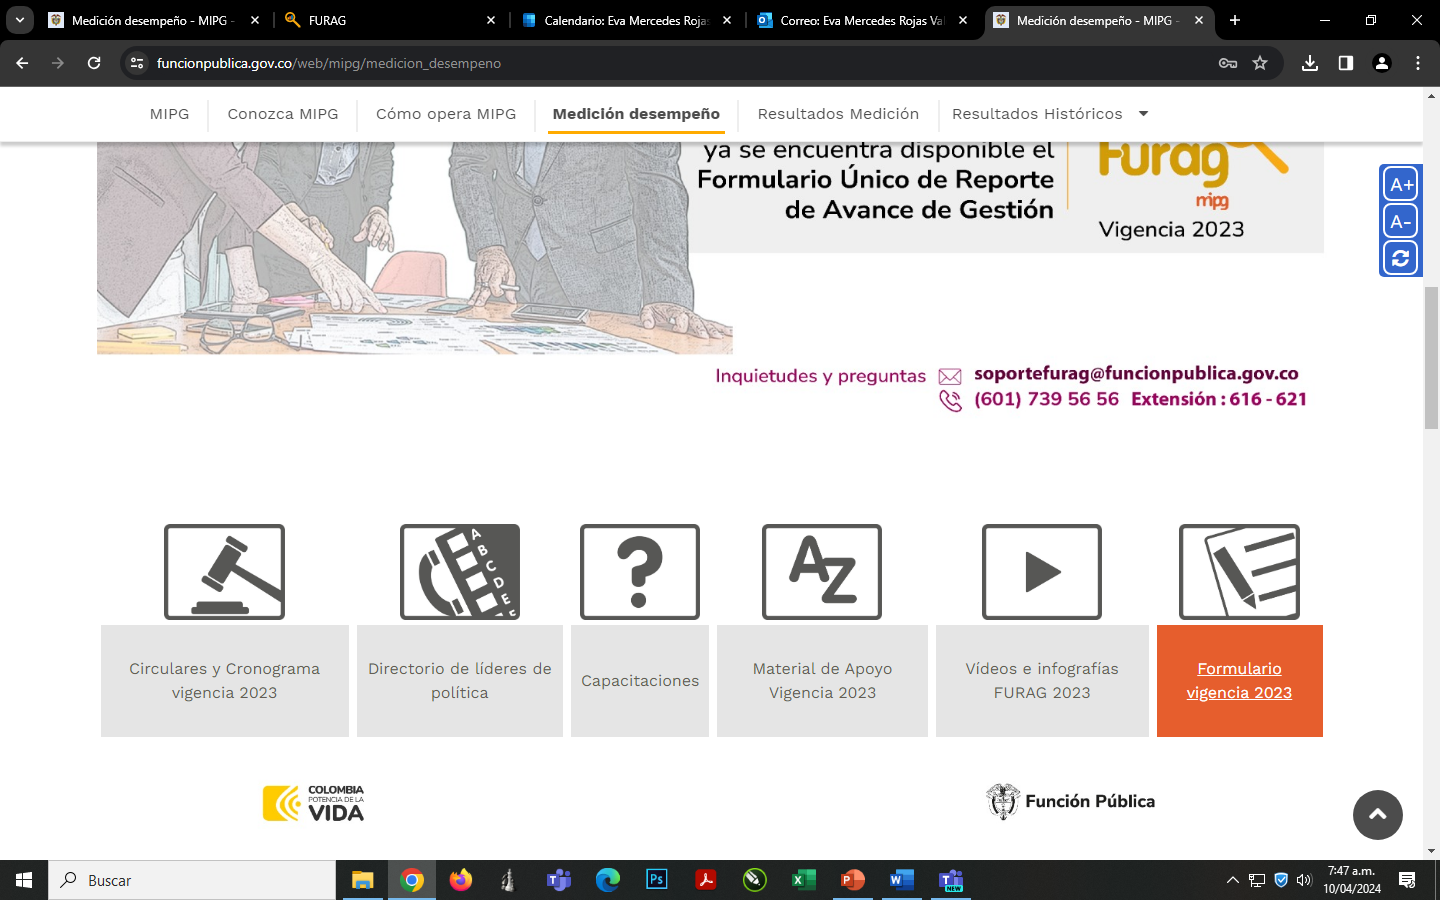 Medición desempeño - MIPG -
FURAG
Calendario: Eva Mercedes Rojas
Correo: Eva Mercedes Rojas Val
Medición desempeño - MIPG -
funcionpublica.gov.co/web/mipg/medicion_desempeno
MIPG
Conozca MIPG
Cómo opera MIPG
Medición desempeño
Resultados Medición
Resultados Históricos
ya se encuentra disponible el
Formulario Único de Reporte
de Avance de Gestión
Furag
mipg
Vigencia 2023
A+
A-
Inquietudes y preguntas
soportefurag@funcionpublica.gov.co
(601) 739 56 56 Extensión : 616 - 621
A
B
C
D
E
F
AZ
Circulares y Cronograma
vigencia 2023
Directorio de líderes de
política
Capacitaciones
Material de Apoyo
Vigencia 2023
Vídeos e infografías
FURAG 2023
Formulario
vigencia 2023
COLOMBIA
POTENCIA DE LA
VIDA
Función Pública
Buscar
Ps
NEW
7:47 a.m.
10/04/2024